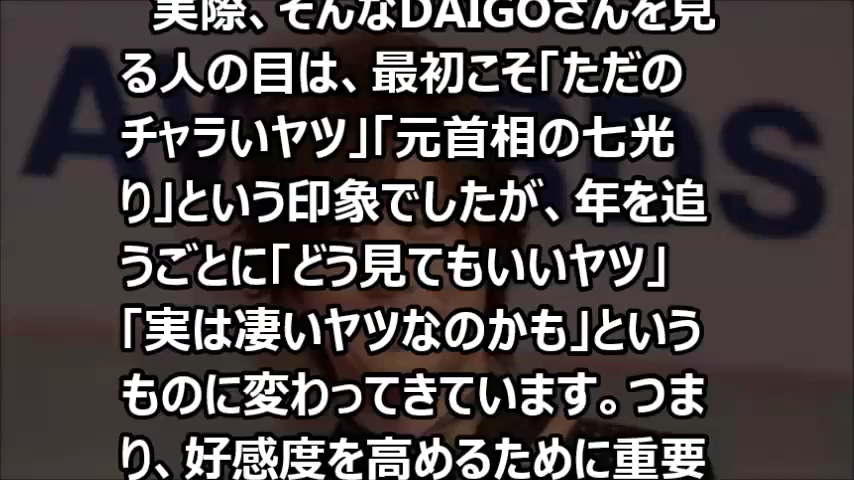 実際、そんなDAIGOさんを見
る人の目は、最初こそ「ただの
チャラいヤツ」「元首相の七光
り」という印象でしたが、年を追
うごとに「どう見てもいいヤツ」
「実は凄いヤツなのかも」という
ものに変わってきています。つま
り、好感度を高めるために重要